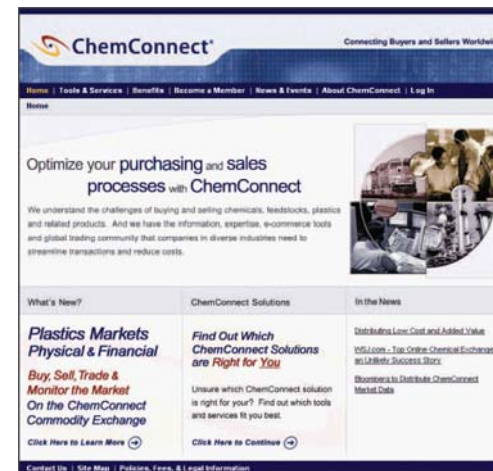 ChemConnect®
Connecting Buyers and Sellers Worldwi
Home | Tools & Services | Benefits | Become a Member | News & Events | About ChemConnect | Log In
Home
Optimize your purchasing and sales
processes with ChemConnect
We understand the challenges of buying and selling chemicals, feedstocks, plastics
and related products. And we have the information, expertise, e-commerce tools
and global trading community that companies in diverse industries need to
streamline transactions and reduce costs.
What's New?
Plastics Markets
Physical & Financial
Buy, Sell, Trade &
Monitor the Market
On the ChemConnect
Commodity Exchange
Click Here to Learn More
ChemConnect Solutions
Find Out Which
ChemConnect Solutions
are Right for You
Unsure which ChemConnect solution
is right for your? Find out which tools
and services fit you best.
Click Here to Continue
In the News
Distributing Low Cost and Added Value
WSJ.com - Top Online Chemical Exchange
an Unlikely Success Story
Bloomberg to Distribute ChemConnect
Market Data
Contact Us | Site Map | Policies, Fees, & Legal Information